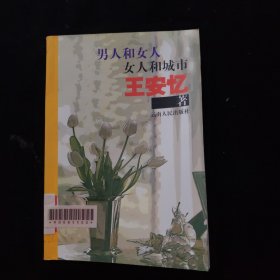 男人和女人
女人和城市
王安忆
著
云南人民出版社